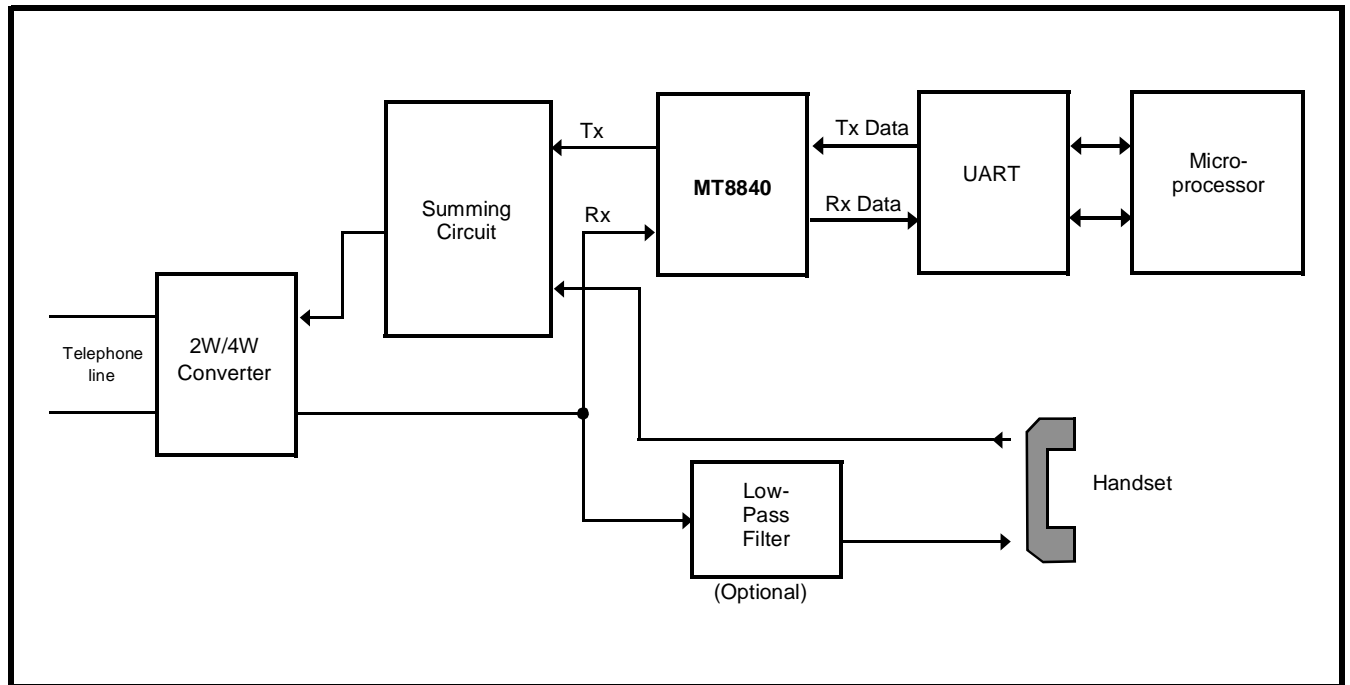 Tx
Tx Data
MT8840
UART
Micro-
processor
Summing
Circuit
Rx
Rx Data
Telephone
line
2W/4W
Converter
Low-
Pass
Filter
(Optional)
Handset